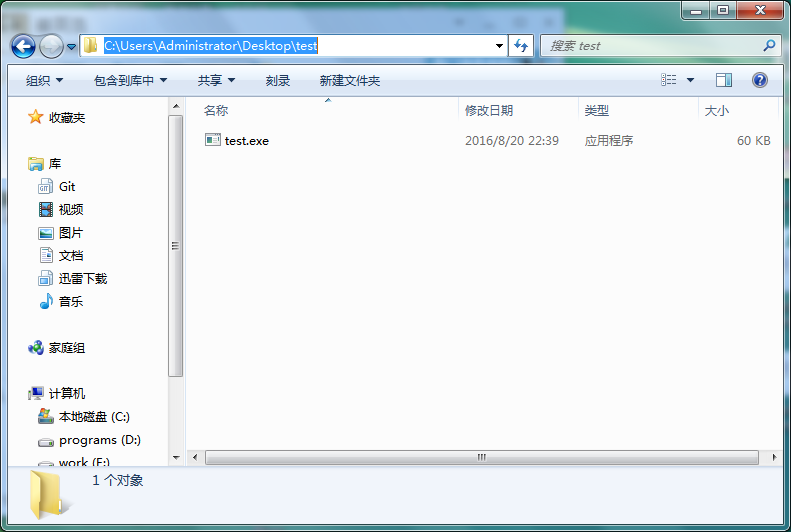 C:\Users\Administrator\Desktop\test
搜索 test
组织 包含到库中 共享 刻录 新建文件夹
收藏夹
库
Git
视频
图片
文档
迅雷下载
音乐
家庭组
计算机
本地磁盘 (C:)
programs (D:)
work (E:)
名称 修改日期 类型 大小
test.exe 2016/8/20 22:39 应用程序 60 KB
1 个对象